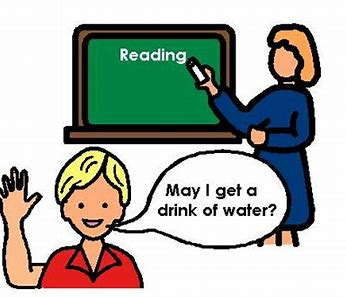 Reading
May I get a
drink of water?